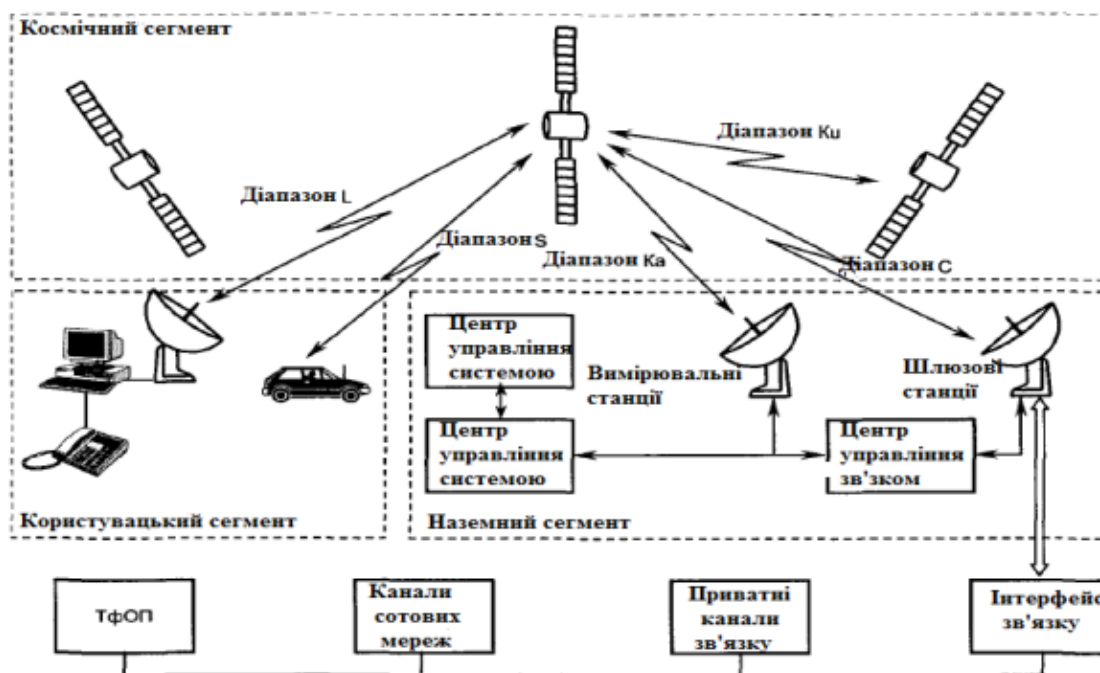 Космічний сегмент
Діапазон Ku
Діапазон L
Діапазон S
Діапазон Ka
Діапазон C
Центр
управління
системою
Вимірювальні
станції
Шлюзові
станції
Центр
управління
системою
Центр
управління
зв'зком
Користувацький сегмент
Наземний сегмент
ТфОП
Канали
сотових
мереж
Приватні
канали
зв'язку
Інтерфейс
зв'язку